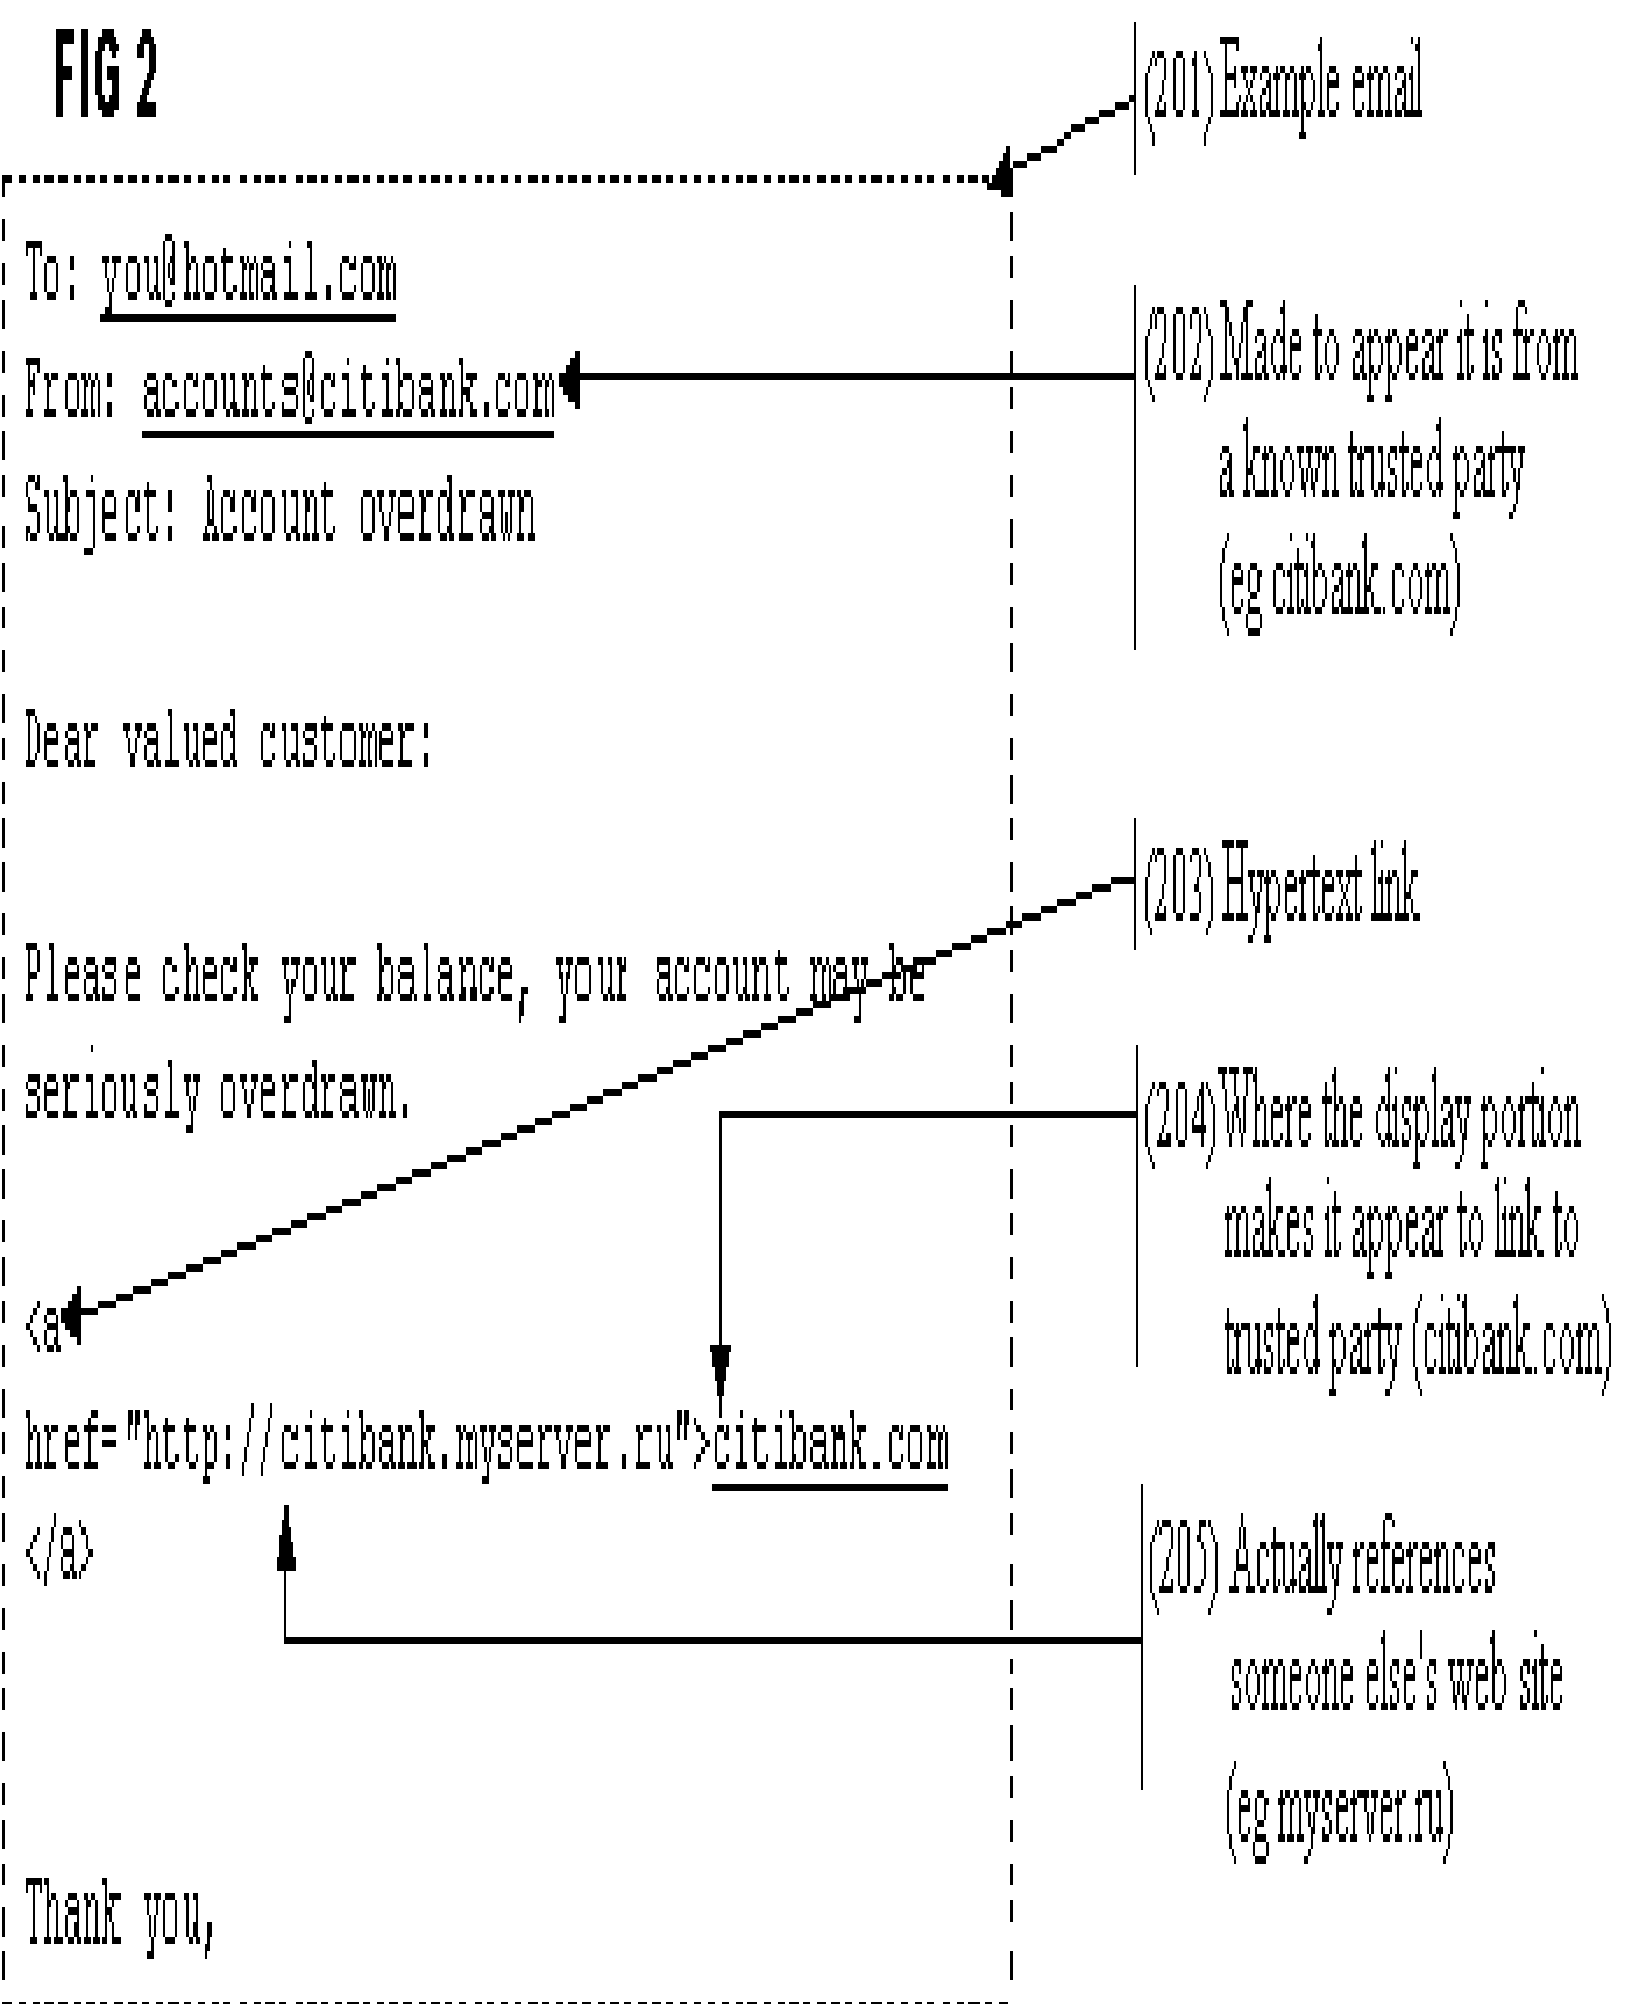 FIG 2
(201) Example email
To: you@hotmail.com
From: accounts@citibank.com
Subject: Account overdrawn
(202) Made to appear it is from
a known trusted party
(eg citibank.com)
Dear valued customer:
(203) Hypertext link
Please check your balance, your account may be
seriously overdrawn.
(204) Where the display portion
makes it appear to link to
trusted party (citibank.com)
<a
href="http://citibank.myserver.ru">citibank.com
</a>
(205) Actually references
someone else's web site
(eg myserver.ru)
Thank you,